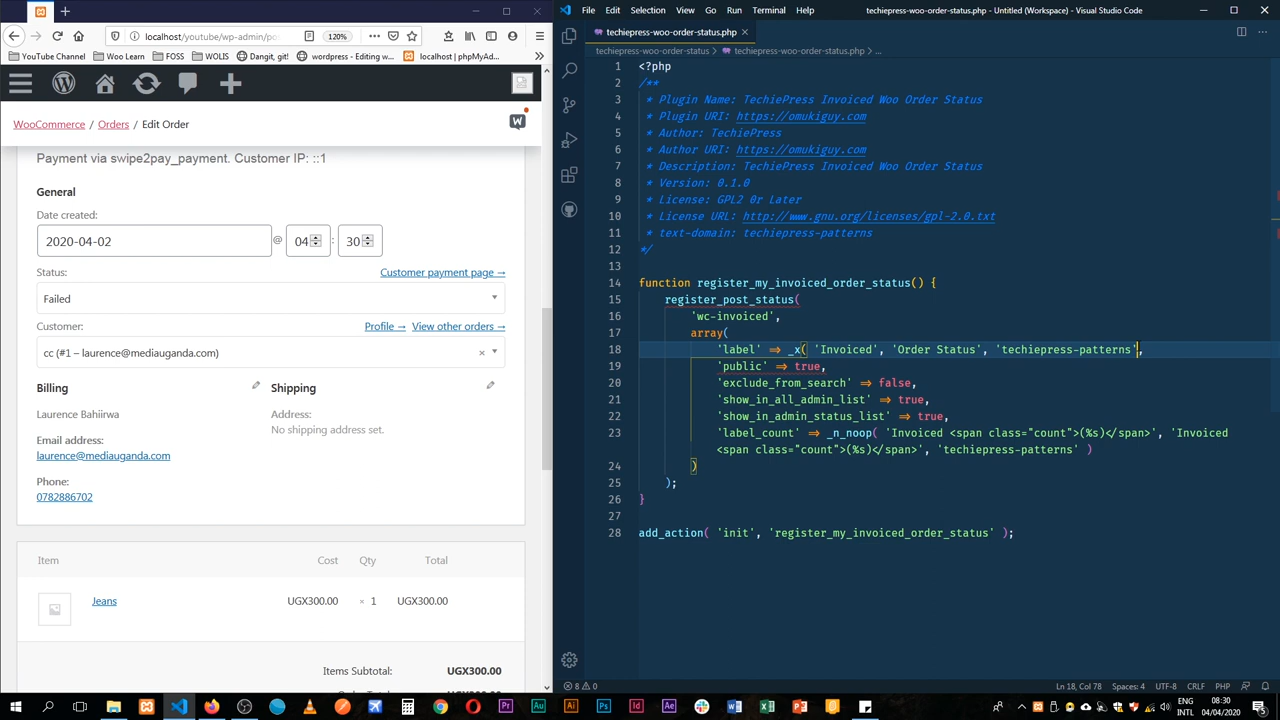 localhost/youtube/wp-admin/po
120%
YouTube Channel
Woo Learn
FOSS
WOLIS
Dangit, git!
wordpress - Editing w...
localhost | phpMyAd...
WooCommerce / Orders / Edit Order
Payment via swipe2pay_payment. Customer IP: ::1
General
Date created:
2020-04-02 @ 04 : 30
Status: Customer payment page →
Failed
Customer: Profile → View other orders →
cc (#1 – laurence@mediauganda.com) ×
Billing
Shipping
Laurence Bahiirwa
Address:
No shipping address set.
Email address:
laurence@mediauganda.com
Phone:
0782886702
Item Cost Qty Total
Jeans UGX300.00 × 1 UGX300.00
Items Subtotal: UGX300.00
File Edit Selection View Go Run Terminal Help techiepress-woo-order-status.php - Untitled (Workspace) - Visual Studio Code
techiepress-woo-order-status.php
techiepress-woo-order-status > techiepress-woo-order-status.php > ...
1 <?php
2 /**
3 * Plugin Name: TechiePress Invoiced Woo Order Status
4 * Plugin URI: https://omukiguy.com
5 * Author: TechiePress
6 * Author URI: https://omukiguy.com
7 * Description: TechiePress Invoiced Woo Order Status
8 * Version: 0.1.0
9 * License: GPL2 0r Later
10 * License URL: http://www.gnu.org/licenses/gpl-2.0.txt
11 * text-domain: techiepress-patterns
12 */
13
14 function register_my_invoiced_order_status() {
15 register_post_status(
16 'wc-invoiced',
17 array(
18 'label' => _x( 'Invoiced', 'Order Status', 'techiepress-patterns',
19 'public' => true,
20 'exclude_from_search' => false,
21 'show_in_all_admin_list' => true,
22 'show_in_admin_status_list' => true,
23 'label_count' => _n_noop( 'Invoiced <span class="count">(%s)</span>', 'Invoiced
<span class="count">(%s)</span>', 'techiepress-patterns' )
24 )
25 );
26 }
27
28 add_action( 'init', 'register_my_invoiced_order_status' );
8 0 Ln 18, Col 78 Spaces: 4 UTF-8 CRLF PHP
INTL
08:30
04/04/2020